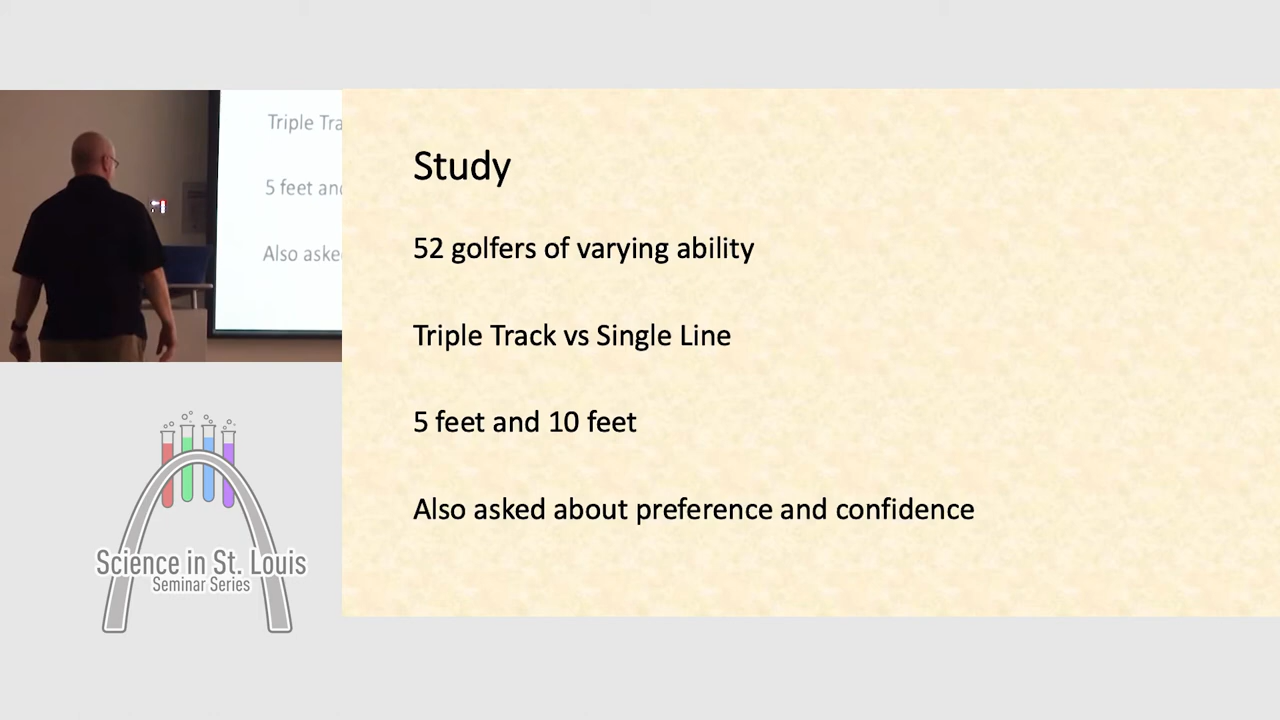 Triple Tra
5 feet and
Also aske
Study
52 golfers of varying ability
Triple Track vs Single Line
5 feet and 10 feet
Also asked about preference and confidence
Science in St. Louis
Seminar Series